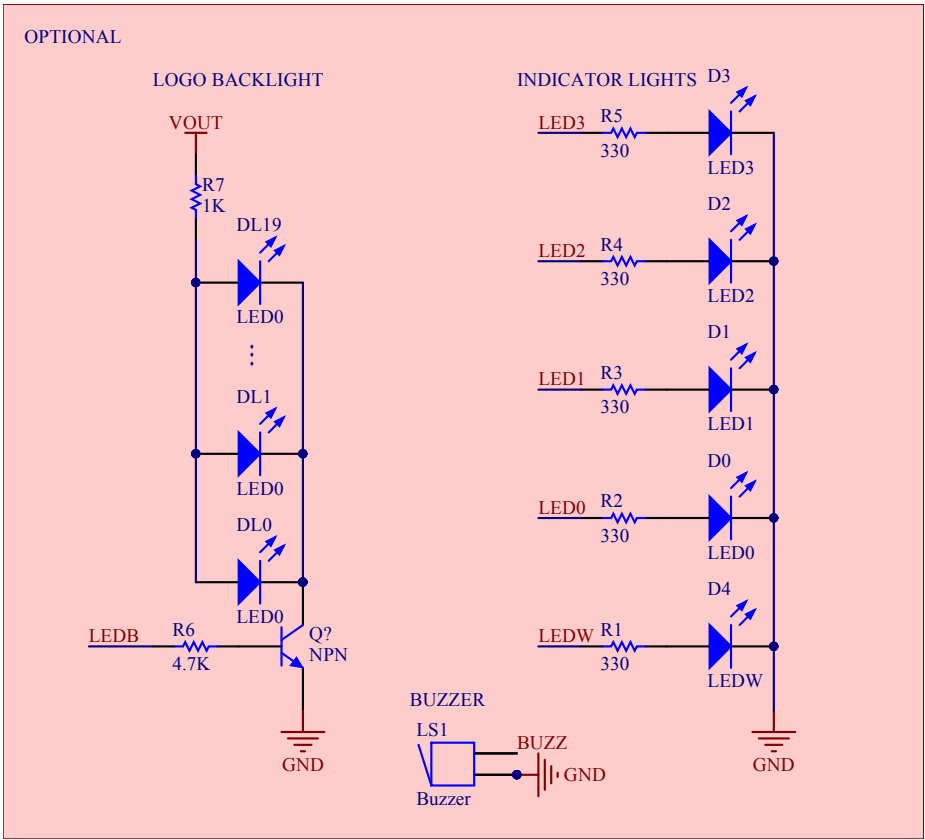 OPTIONAL
LOGO BACKLIGHT
VOUT
R7
1K
DL19
LED0
DL1
LED0
DL0
LED0
LEDB
R6
4.7K
Q?
NPN
GND
INDICATOR LIGHTS
D3
LED3
R5
330
LED3
D2
LED2
R4
330
LED2
D1
LED1
R3
330
LED1
D0
LED0
R2
330
LED0
D4
LEDW
R1
330
LEDW
GND
BUZZER
LS1
BUZZ
GND
Buzzer